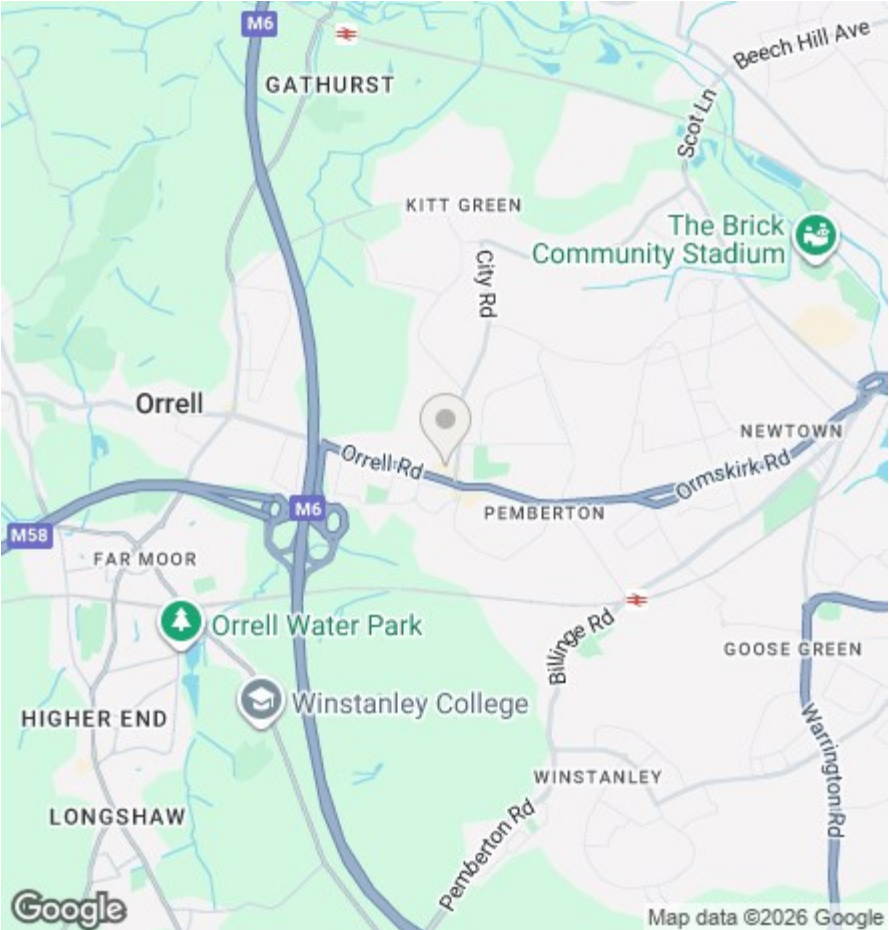 M6
Beech Hill Ave
GATHURST
Scot Ln
KITT GREEN
The Brick
Community Stadium
City Rd
Orrell
NEWTOWN
Orrell Rd
Ormskirk Rd
M6
PEMBERTON
M58
FAR MOOR
Orrell Water Park
Billinge Rd
GOOSE GREEN
Winstanley College
HIGHER END
Warrington Rd
WINSTANLEY
LONGSHAW
Pemberton Rd
Google
Map data ©2026 Google